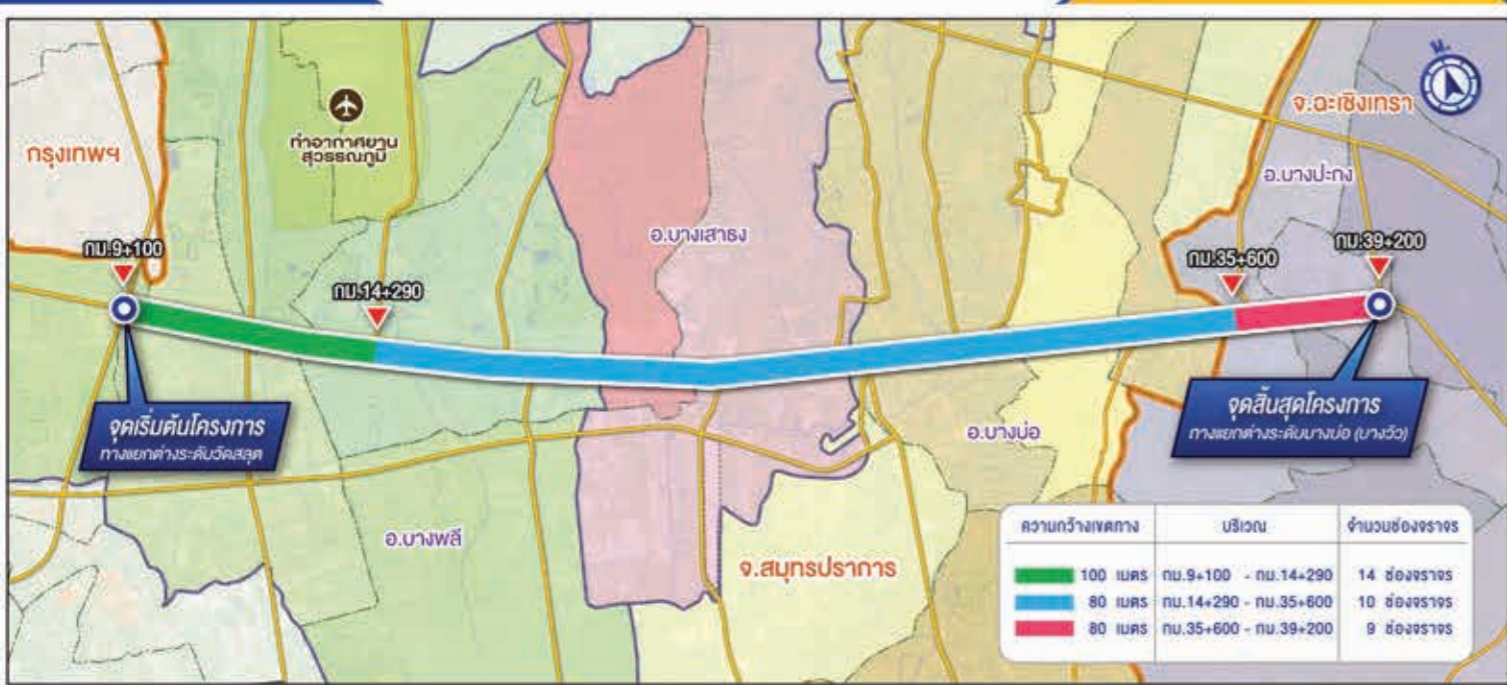 น.
จ.ฉะเชิงเทรา
ท่าอากาศยาน
สุวรรณภูมิ
กรุงเทพฯ
อ.บางปะกง
อ.บางเสาธง
กม.9+100
กม.14+290
กม.35+600
กม.39+200
จุดเริ่มต้นโครงการ
ทางแยกต่างระดับวัดสลุด
จุดสิ้นสุดโครงการ
ทางแยกต่างระดับบางบ่อ (บางวัว)
อ.บางบ่อ
อ.บางพลี
จ.สมุทรปราการ
ความกว้างเขตทาง บริเวณ จำนวนช่องจราจร
100 เมตร กม.9+100 - กม.14+290 14 ช่องจราจร
80 เมตร กม.14+290 - กม.35+600 10 ช่องจราจร
80 เมตร กม.35+600 - กม.39+200 9 ช่องจราจร